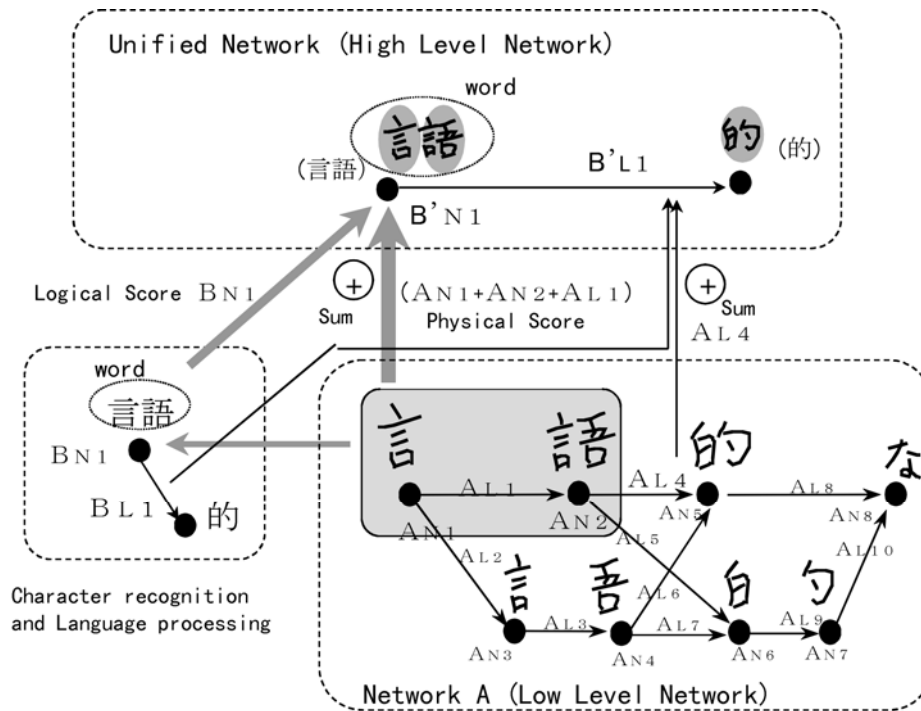 Unified Network (High Level Network)
word
言語
的
(言語)
(的)
B'L1
B'N1
Logical Score BN1
+
Sum
(AN1+AN2+AL1)
Physical Score
+
Sum
AL4
word
言語
BN1
BL1
的
Character recognition
and Language processing
言 語 的 な
AL1 AL4 AL8
AN1 AN2 AN5 AN8
AL2 AL5 AL6 AL10
言 吾 白 勺
AL3 AL7 AL9
AN3 AN4 AN6 AN7
Network A (Low Level Network)